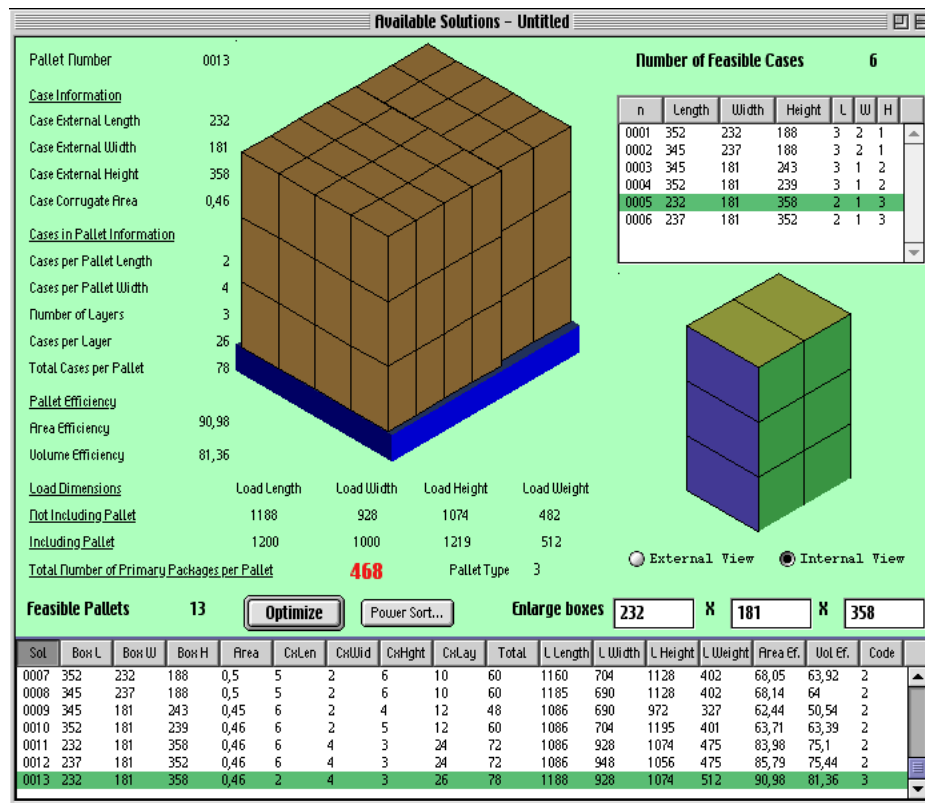 Available Solutions – Untitled
Pallet Number 0013
Case Information
Case External Length 232
Case External Width 181
Case External Height 358
Case Corrugate Area 0,46
Cases in Pallet Information
Cases per Pallet Length 2
Cases per Pallet Width 4
Number of Layers 3
Cases per Layer 26
Total Cases per Pallet 78
Pallet Efficiency
Area Efficiency 90,98
Volume Efficiency 81,36
Load Dimensions Load Length Load Width Load Height Load Weight
Not Including Pallet 1188 928 1074 482
Including Pallet 1200 1000 1219 512
Total Number of Primary Packages per Pallet 468 Pallet Type 3
Number of Feasible Cases 6
n Length Width Height L W H
0001 352 232 188 3 2 1
0002 345 237 188 3 2 1
0003 345 181 243 3 1 2
0004 352 181 239 3 1 2
0005 232 181 358 2 1 3
0006 237 181 352 2 1 3
External View Internal View
Feasible Pallets 13 Optimize Power Sort... Enlarge boxes 232 X 181 X 358
Sol Box L Box W Box H Area CxLen CxWid CxHght CxLay Total L Length L Width L Height L Weight Area Ef. Vol Ef. Code
0007 352 232 188 0,5 5 2 6 10 60 1160 704 1128 402 68,05 63,92 2
0008 345 237 188 0,5 5 2 6 10 60 1185 690 1128 402 68,14 64 2
0009 345 181 243 0,45 6 2 4 12 48 1086 690 972 327 62,44 50,54 2
0010 352 181 239 0,46 6 2 5 12 60 1086 704 1195 401 63,71 63,39 2
0011 232 181 358 0,46 6 4 3 24 72 1086 928 1074 475 83,98 75,1 2
0012 237 181 352 0,46 6 4 3 24 72 1086 948 1056 475 85,79 75,44 2
0013 232 181 358 0,46 2 4 3 26 78 1188 928 1074 512 90,98 81,36 3